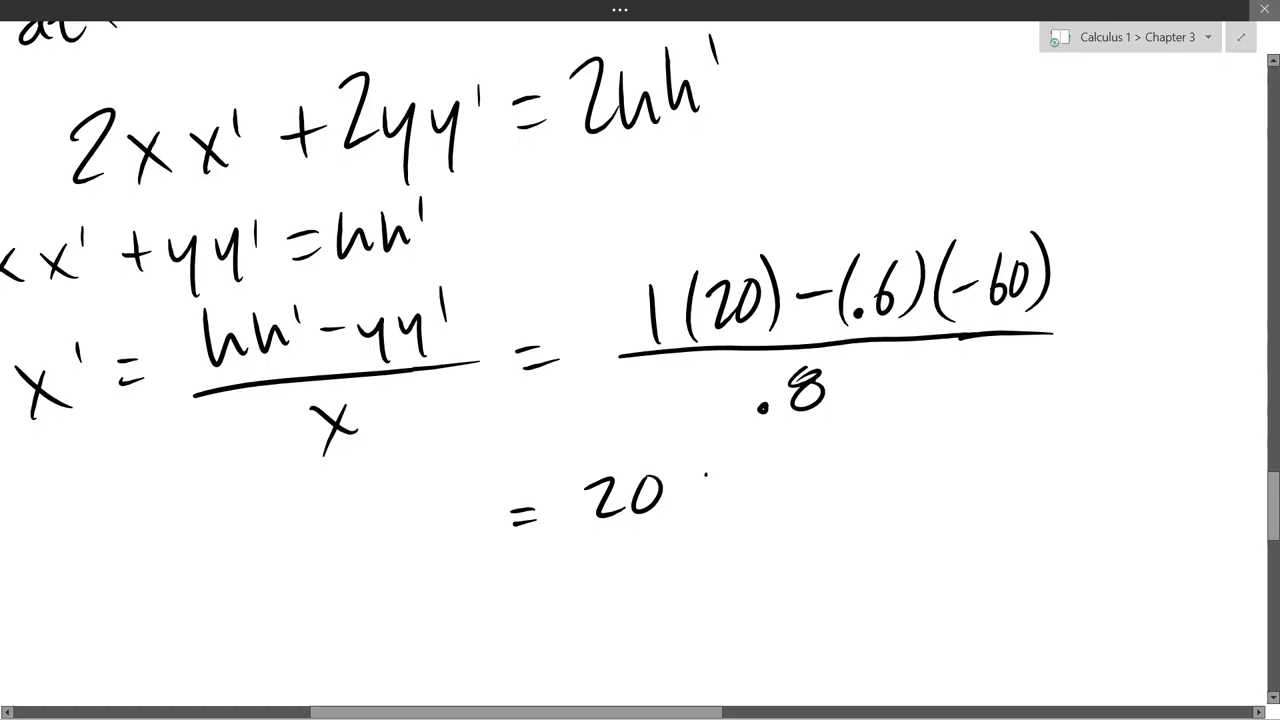 Calculus 1 > Chapter 3
2xx' + 2yy' = 2hh'
xx' + yy' = hh'
x' = hh' - yy' / x = 1(20) - (.6)(-60) / .8
= 20